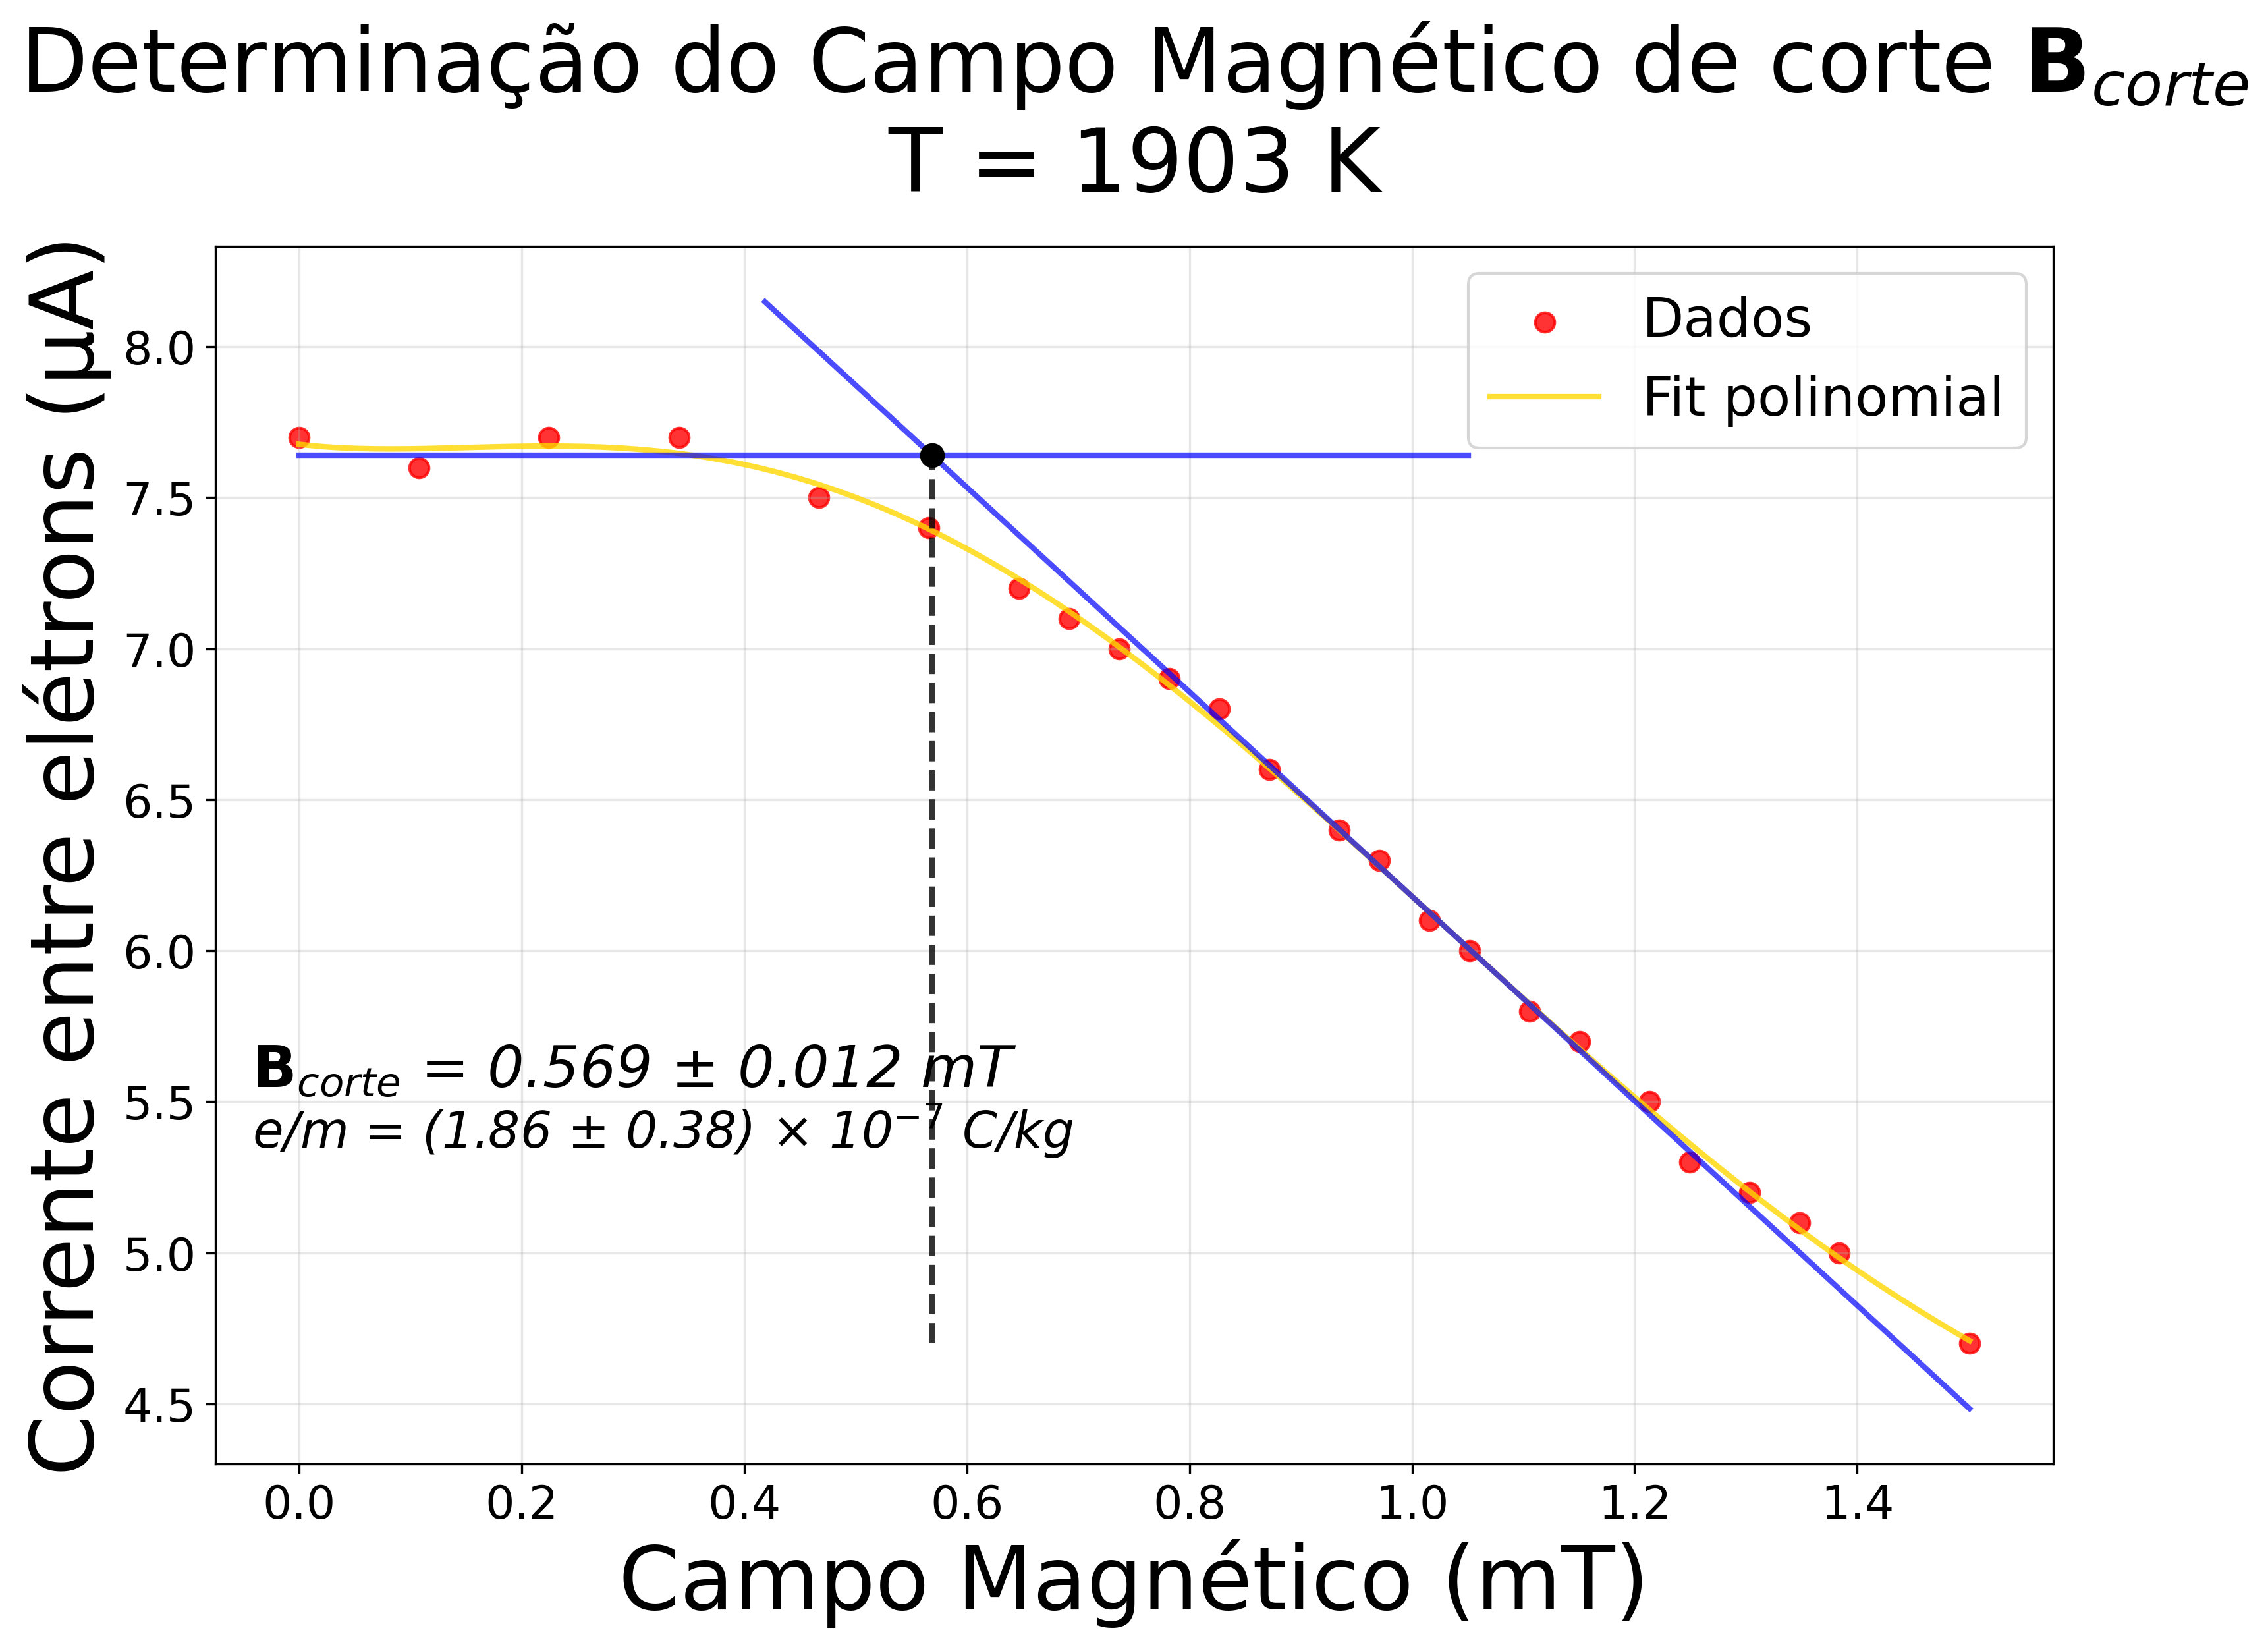 Determinação do Campo Magnético de corte B_corte
T = 1903 K
Corrente entre elétrons (µA)
8.0
7.5
7.0
6.5
6.0
5.5
5.0
4.5
Dados
Fit polinomial
B_corte = 0.569 ± 0.012 mT
e/m = (1.86 ± 0.38) × 10⁻⁷ C/kg
0.0 0.2 0.4 0.6 0.8 1.0 1.2 1.4
Campo Magnético (mT)